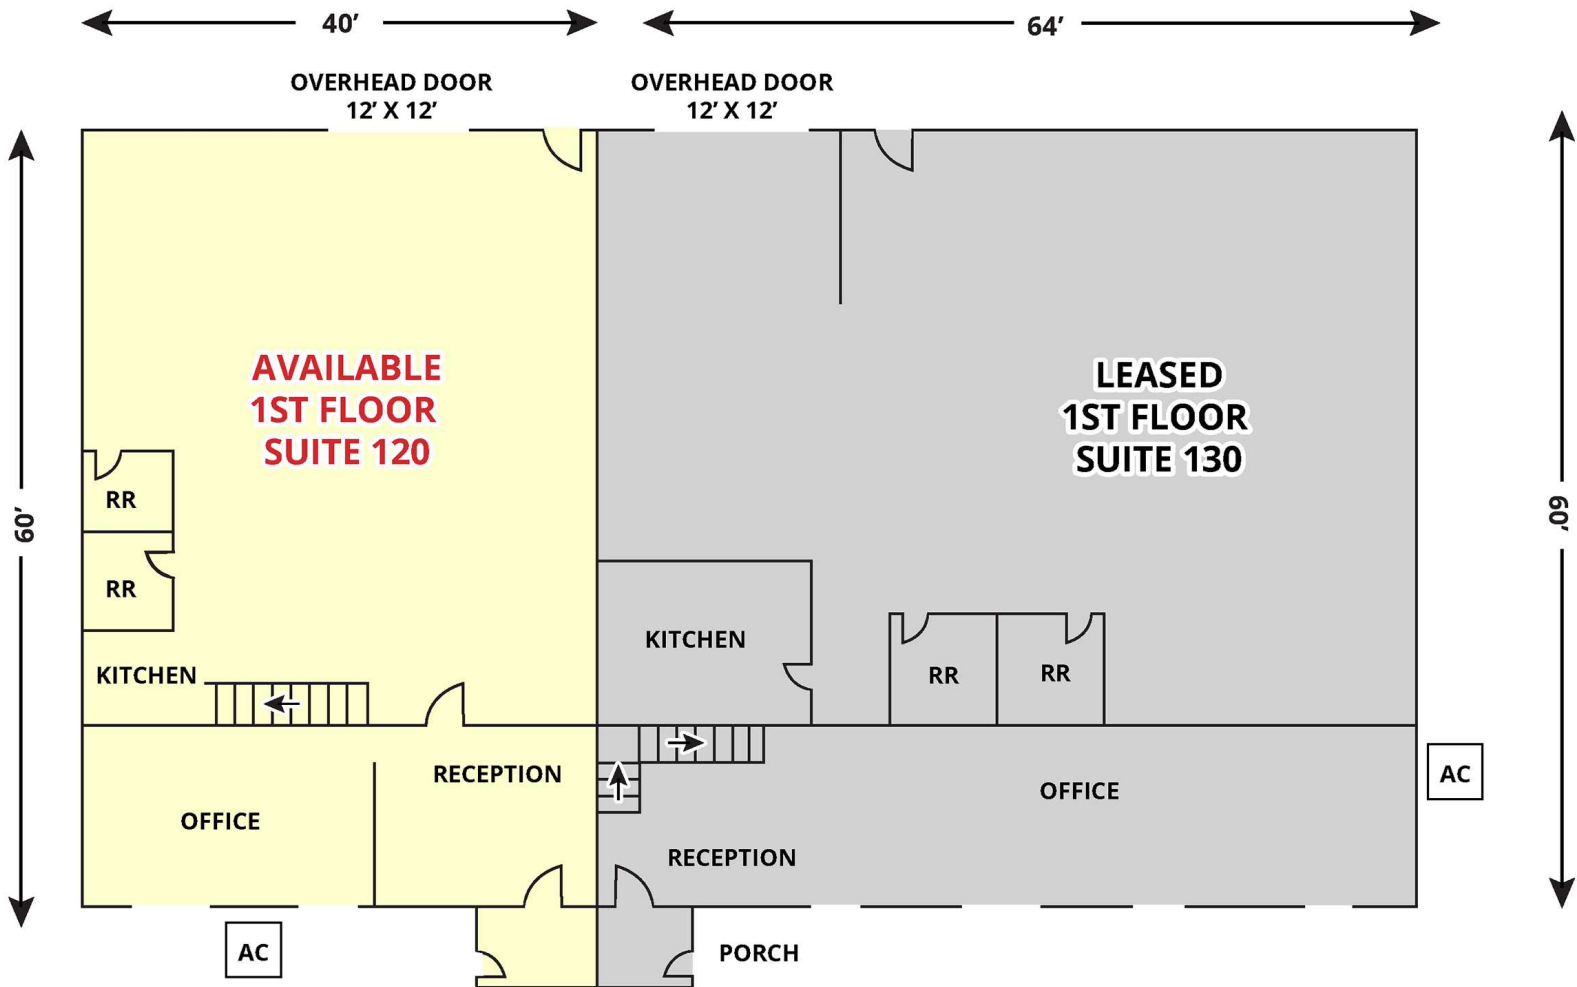 40’
64’
OVERHEAD DOOR
12’ X 12’
OVERHEAD DOOR
12’ X 12’
AVAILABLE
1ST FLOOR
SUITE 120
LEASED
1ST FLOOR
SUITE 130
60’
60’
RR
RR
KITCHEN
KITCHEN
RR
RR
RECEPTION
OFFICE
OFFICE
RECEPTION
AC
AC
PORCH